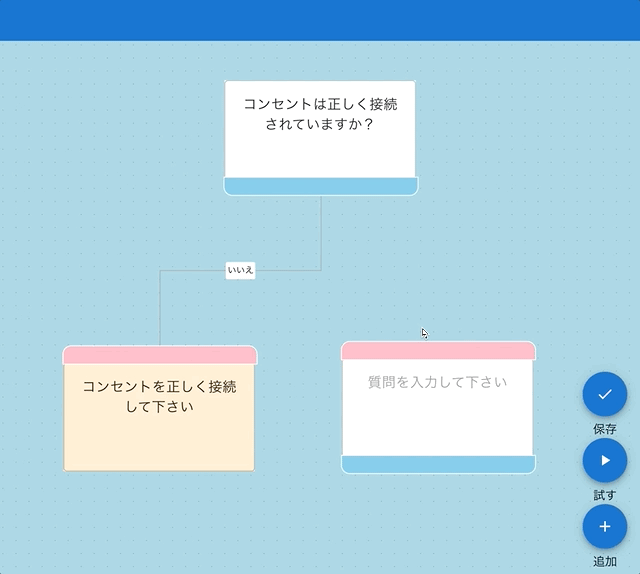 コンセントは正しく接続
されていますか？
いいえ
コンセントを正しく接続
して下さい
質問を入力して下さい
保存
試す
追加